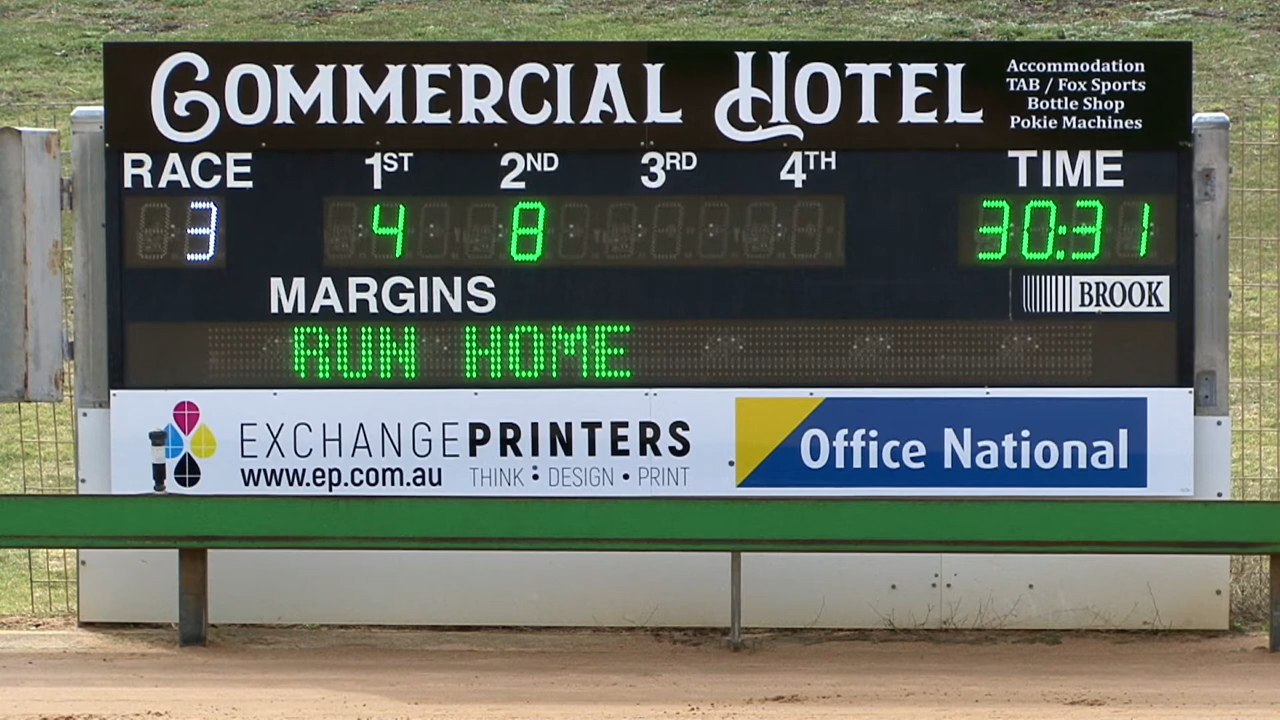 COMMERCIAL HOTEL
Accommodation
TAB / Fox Sports
Bottle Shop
Pokie Machines
RACE 1ST 2ND 3RD 4TH TIME
3 4 8 30:31
MARGINS
BROOK
RUN HOME
EXCHANGEPRINTERS
www.ep.com.au THINK : DESIGN • PRINT
Office National